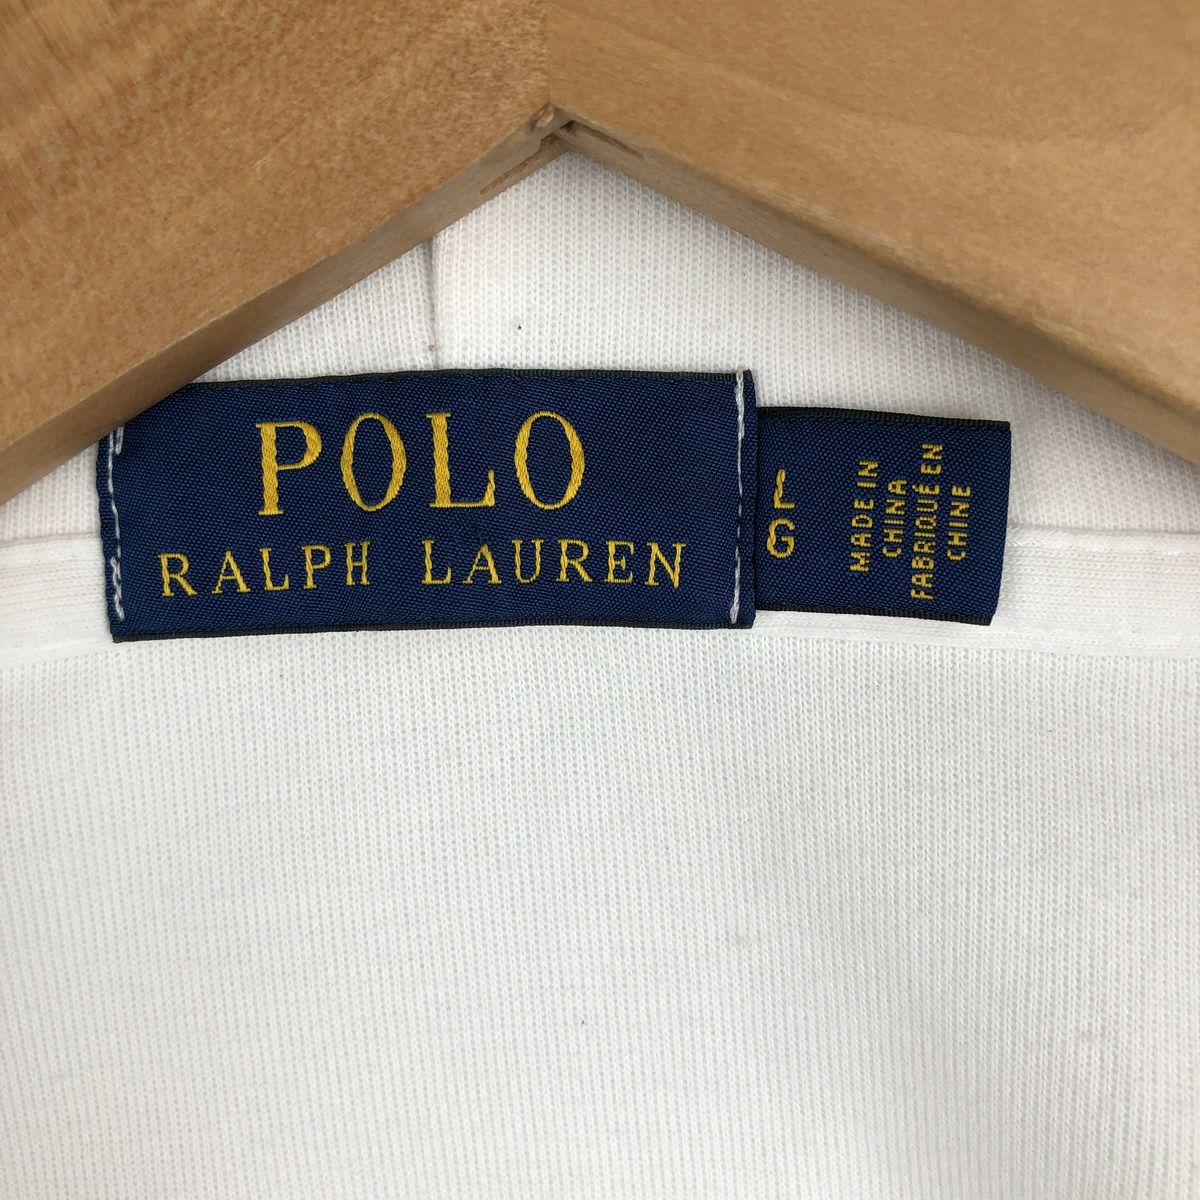 POLO
RALPH LAUREN
L
G
MADE IN
CHINA
FABRIQUÉ EN
CHINE